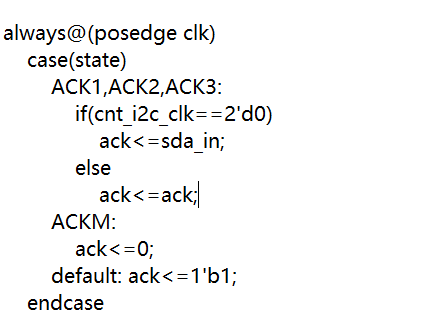 always@(posedge clk)
case(state)
ACK1,ACK2,ACK3:
if(cnt_i2c_clk==2'd0)
ack<=sda_in;
else
ack<=ack;
ACKM:
ack<=0;
default: ack<=1'b1;
endcase